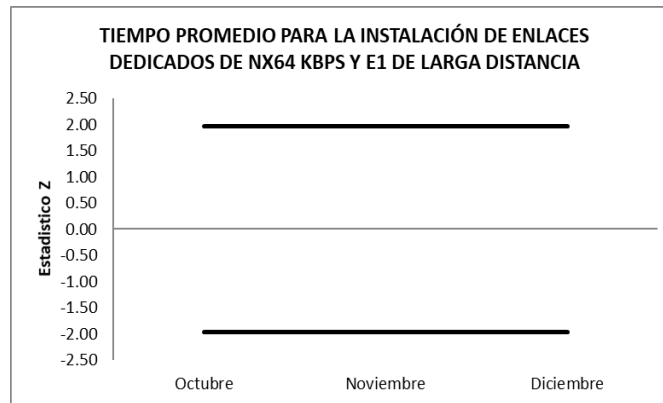 TIEMPO PROMEDIO PARA LA INSTALACIÓN DE ENLACES
DEDICADOS DE NX64 KBPS Y E1 DE LARGA DISTANCIA
Estadistico Z
2.50
2.00
1.50
1.00
0.50
0.00
-0.50
-1.00
-1.50
-2.00
-2.50
Octubre
Noviembre
Diciembre